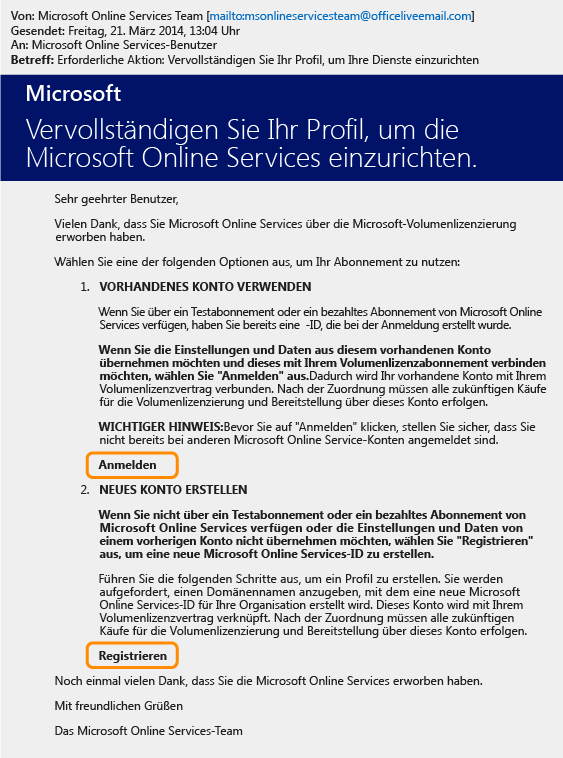 Von: Microsoft Online Services Team [mailto:msonlineservicesteam@officeliveemail.com]
Gesendet: Freitag, 21. März 2014, 13:04 Uhr
An: Microsoft Online Services-Benutzer
Betreff: Erforderliche Aktion: Vervollständigen Sie Ihr Profil, um Ihre Dienste einzurichten
Microsoft
Vervollständigen Sie Ihr Profil, um die
Microsoft Online Services einzurichten.
Sehr geehrter Benutzer,
Vielen Dank, dass Sie Microsoft Online Services über die Microsoft-Volumenlizenzierung
erworben haben.
Wählen Sie eine der folgenden Optionen aus, um Ihr Abonnement zu nutzen:
1. VORHANDENES KONTO VERWENDEN
Wenn Sie über ein Testabonnement oder ein bezahltes Abonnement von Microsoft Online
Services verfügen, haben Sie bereits eine -ID, die bei der Anmeldung erstellt wurde.
Wenn Sie die Einstellungen und Daten aus diesem vorhandenen Konto
übernehmen möchten und dieses mit Ihrem Volumenlizenzabonnement verbinden
möchten, wählen Sie "Anmelden" aus.Dadurch wird Ihr vorhandene Konto mit Ihrem
Volumenlizenzvertrag verbunden. Nach der Zuordnung müssen alle zukünftigen Käufe
für die Volumenlizenzierung und Bereitstellung über dieses Konto erfolgen.
WICHTIGER HINWEIS:Bevor Sie auf "Anmelden" klicken, stellen Sie sicher, dass Sie
nicht bereits bei anderen Microsoft Online Service-Konten angemeldet sind.
Anmelden
2. NEUES KONTO ERSTELLEN
Wenn Sie nicht über ein Testabonnement oder ein bezahltes Abonnement von
Microsoft Online Services verfügen oder die Einstellungen und Daten von
einem vorherigen Konto nicht übernehmen möchten, wählen Sie "Registrieren"
aus, um eine neue Microsoft Online Services-ID zu erstellen.
Führen Sie die folgenden Schritte aus, um ein Profil zu erstellen. Sie werden
aufgefordert, einen Domänennamen anzugeben, mit dem eine neue Microsoft
Online Services-ID für Ihre Organisation erstellt wird. Dieses Konto wird mit Ihrem
Volumenlizenzvertrag verknüpft. Nach der Zuordnung müssen alle zukünftigen
Käufe für die Volumenlizenzierung und Bereitstellung über dieses Konto erfolgen.
Registrieren
Noch einmal vielen Dank, dass Sie die Microsoft Online Services erworben haben.
Mit freundlichen Grüßen
Das Microsoft Online Services-Team